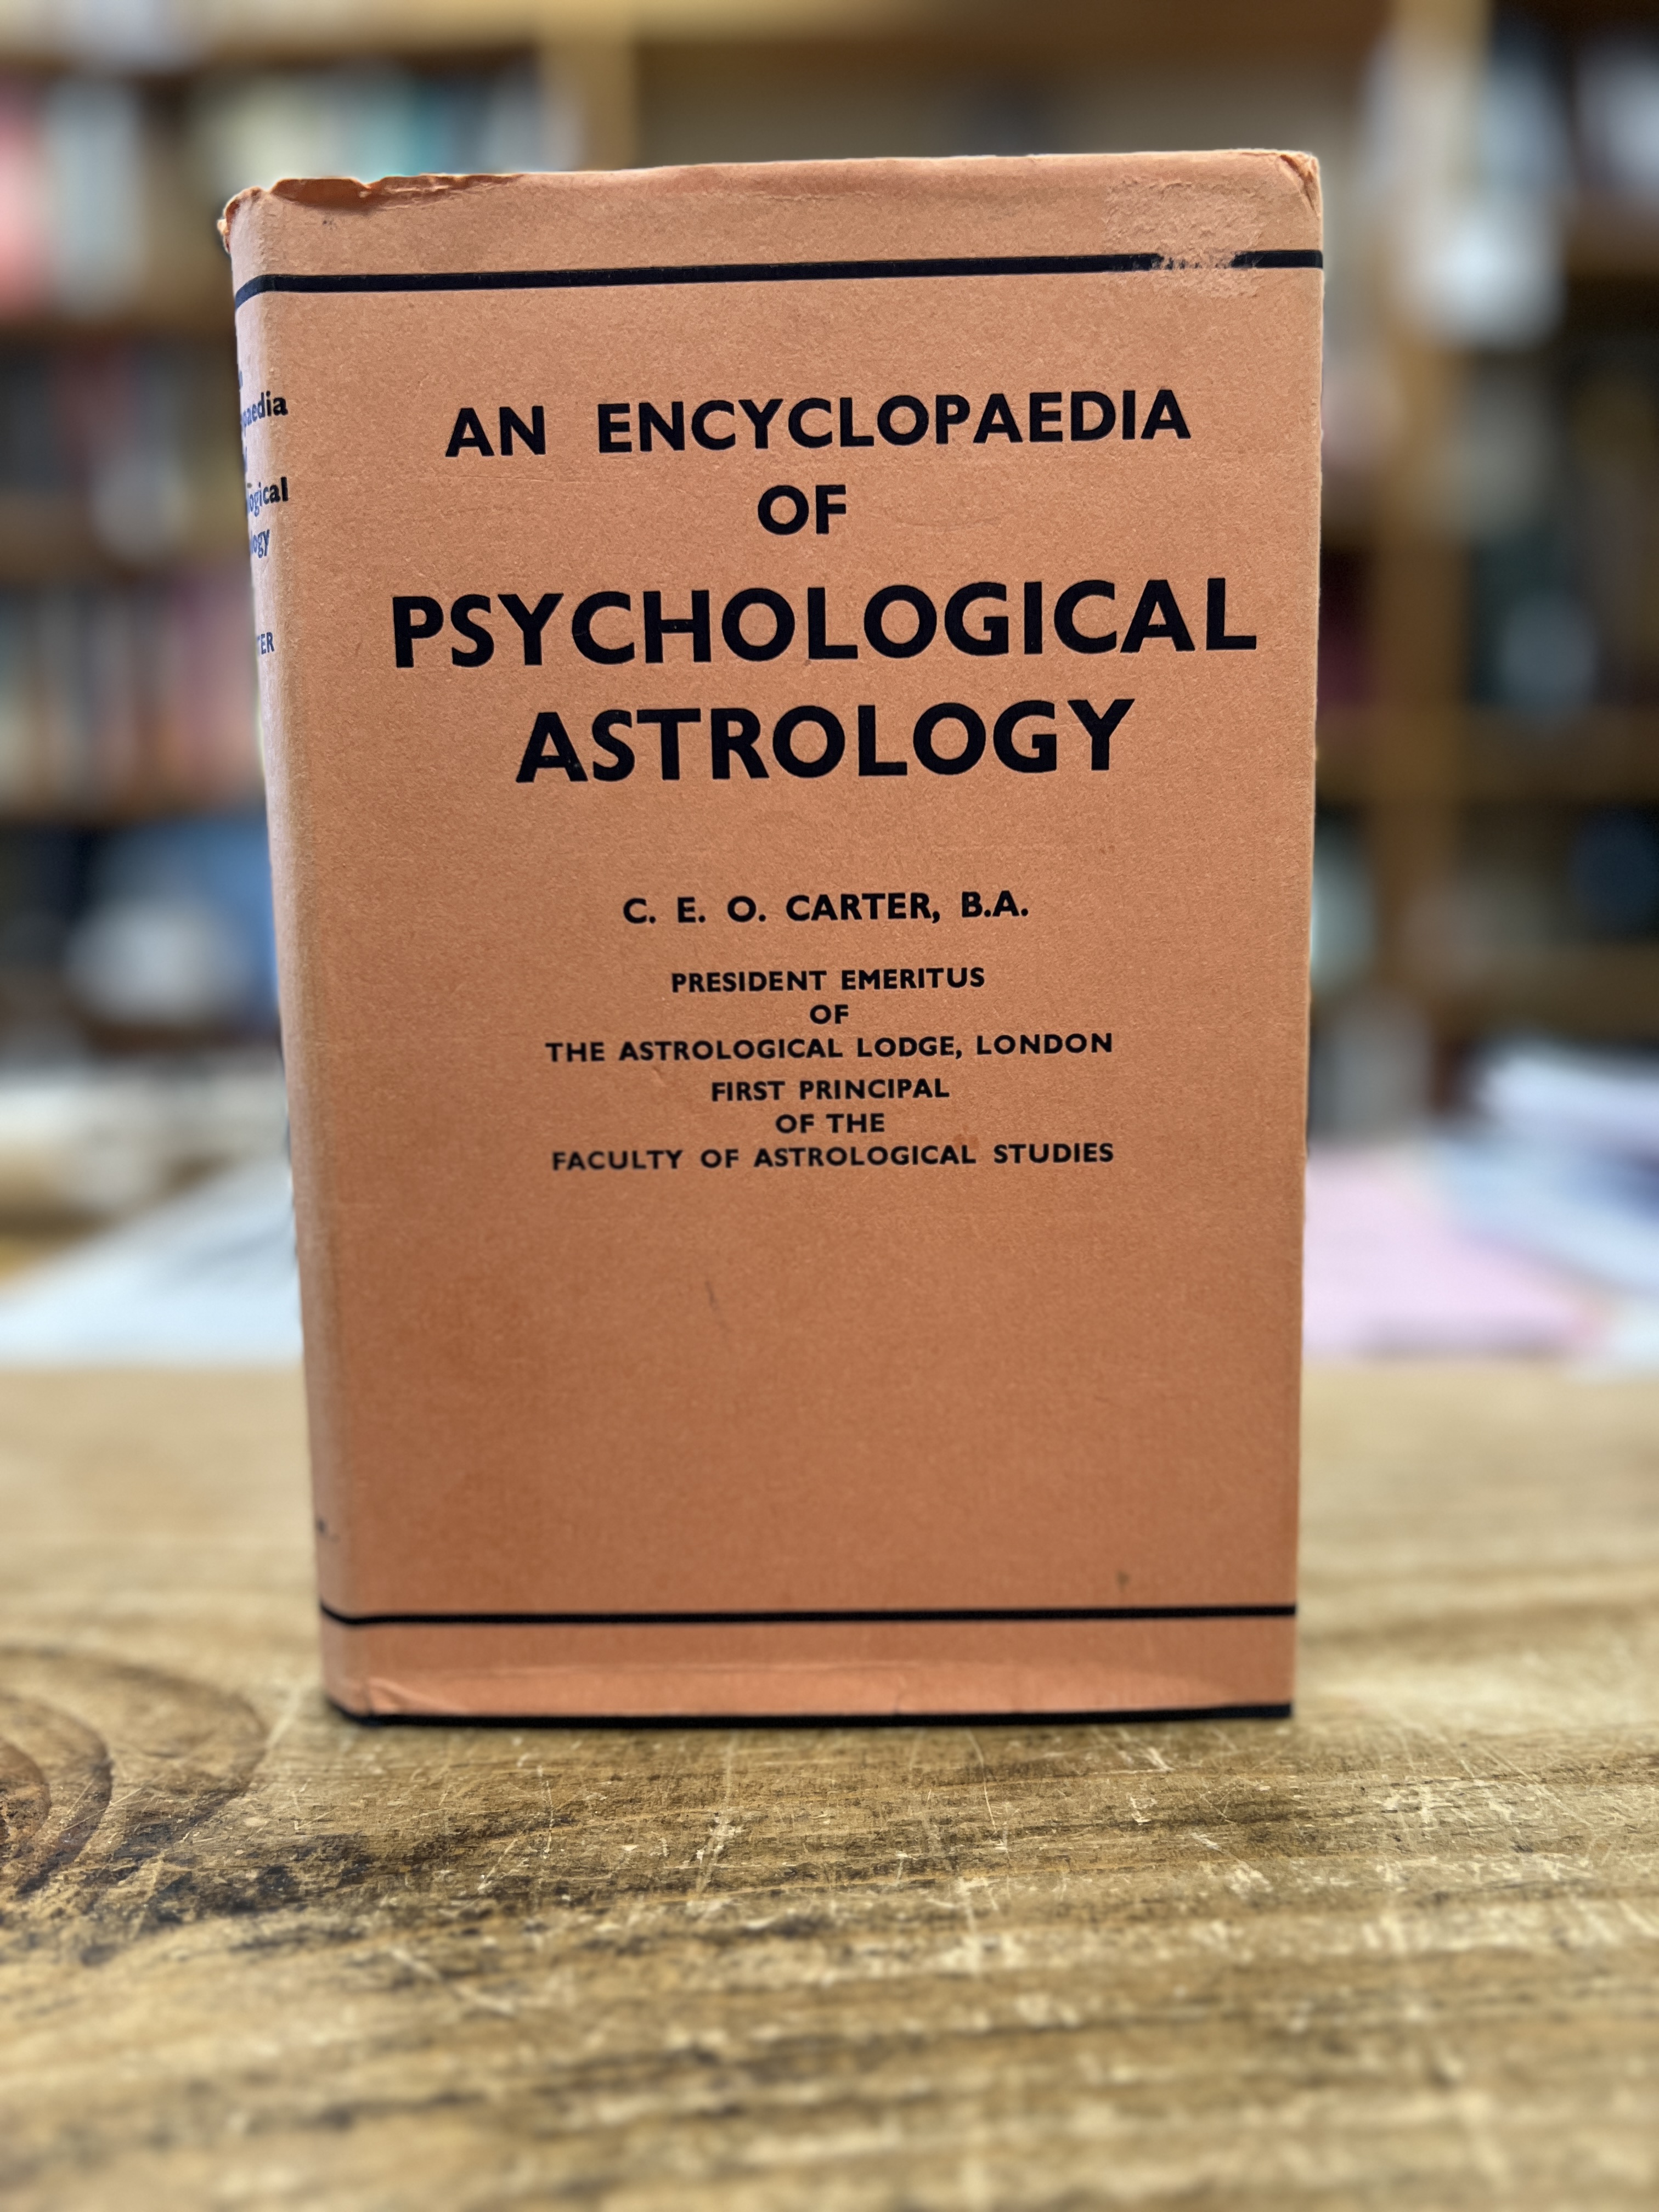 AN ENCYCLOPAEDIA
OF
PSYCHOLOGICAL
ASTROLOGY
C. E. O. CARTER, B.A.
PRESIDENT EMERITUS
OF
THE ASTROLOGICAL LODGE, LONDON
FIRST PRINCIPAL
OF THE
FACULTY OF ASTROLOGICAL STUDIES